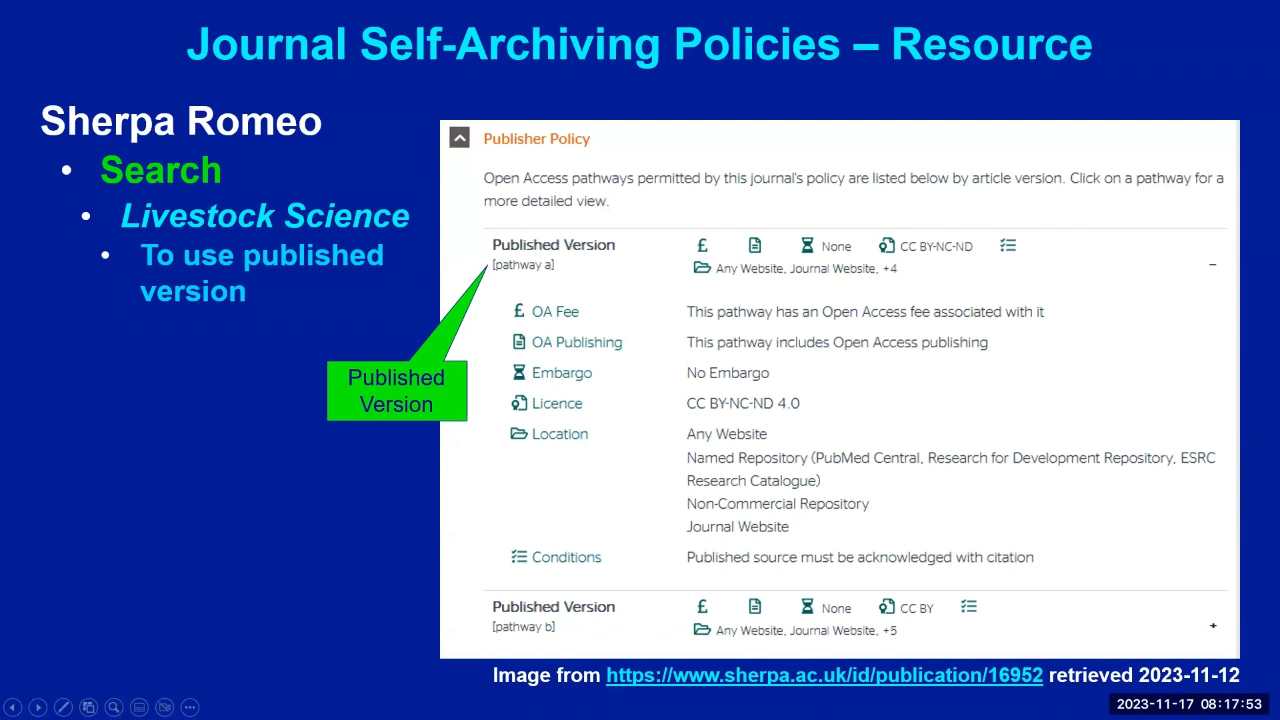 Journal Self-Archiving Policies – Resource
Sherpa Romeo
• Search
• Livestock Science
• To use published
version
Published
Version
Publisher Policy
Open Access pathways permitted by this journal's policy are listed below by article version. Click on a pathway for a
more detailed view.
Published Version £ None CC BY-NC-ND
[pathway a] Any Website, Journal Website, +4 −
£ OA Fee This pathway has an Open Access fee associated with it
OA Publishing This pathway includes Open Access publishing
Embargo No Embargo
Licence CC BY-NC-ND 4.0
Location Any Website
Named Repository (PubMed Central, Research for Development Repository, ESRC
Research Catalogue)
Non-Commercial Repository
Journal Website
Conditions Published source must be acknowledged with citation
Published Version £ None CC BY
[pathway b] Any Website, Journal Website, +5 +
Image from https://www.sherpa.ac.uk/id/publication/16952 retrieved 2023-11-12
2023-11-17 08:17:53